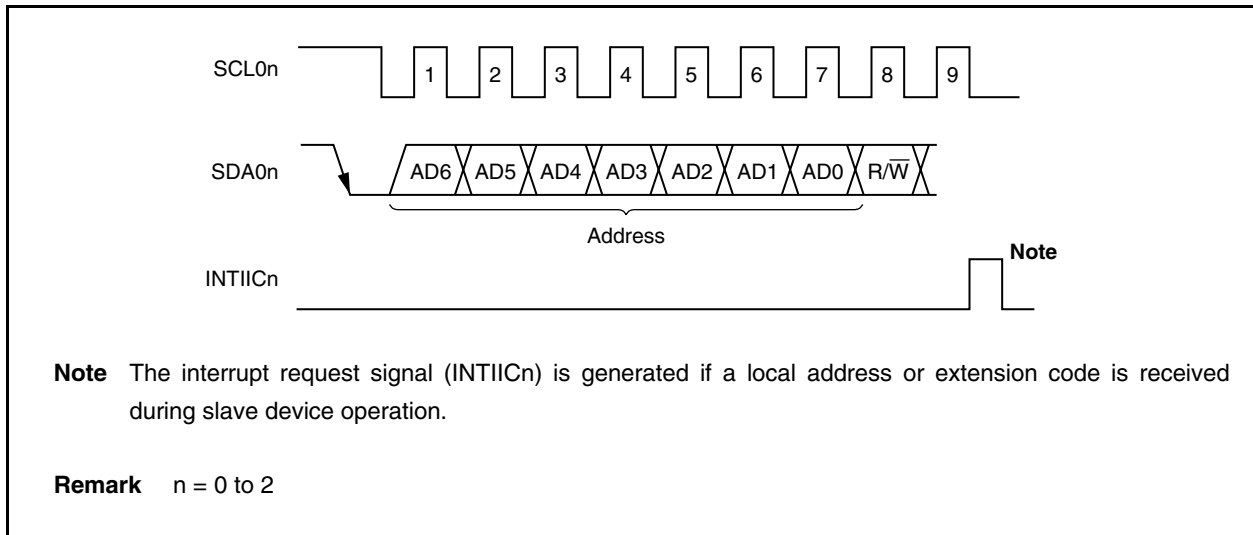 SCL0n 1 2 3 4 5 6 7 8 9
SDA0n AD6 AD5 AD4 AD3 AD2 AD1 AD0 R/W̅
Address
Note
INTIICn
Note The interrupt request signal (INTIICn) is generated if a local address or extension code is received
during slave device operation.
Remark n = 0 to 2